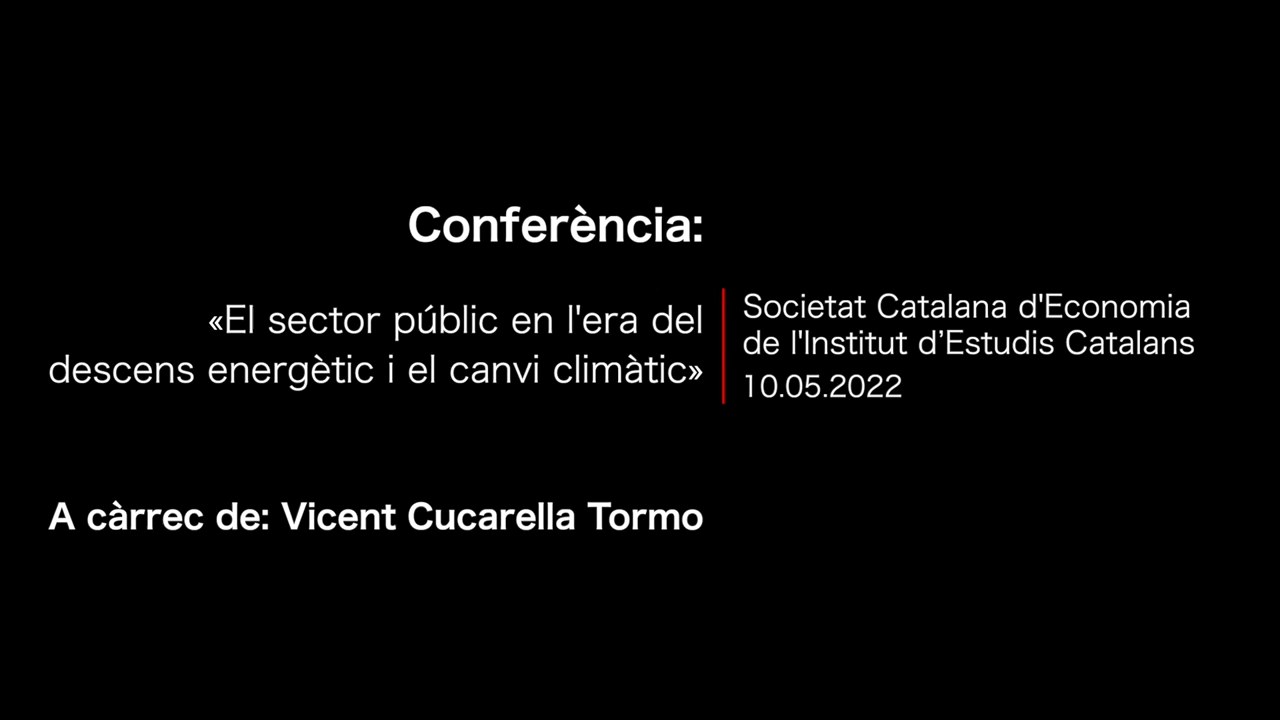 Conferència:
«El sector públic en l'era del
descens energètic i el canvi climàtic»
Societat Catalana d'Economia
de l'Institut d’Estudis Catalans
10.05.2022
A càrrec de: Vicent Cucarella Tormo